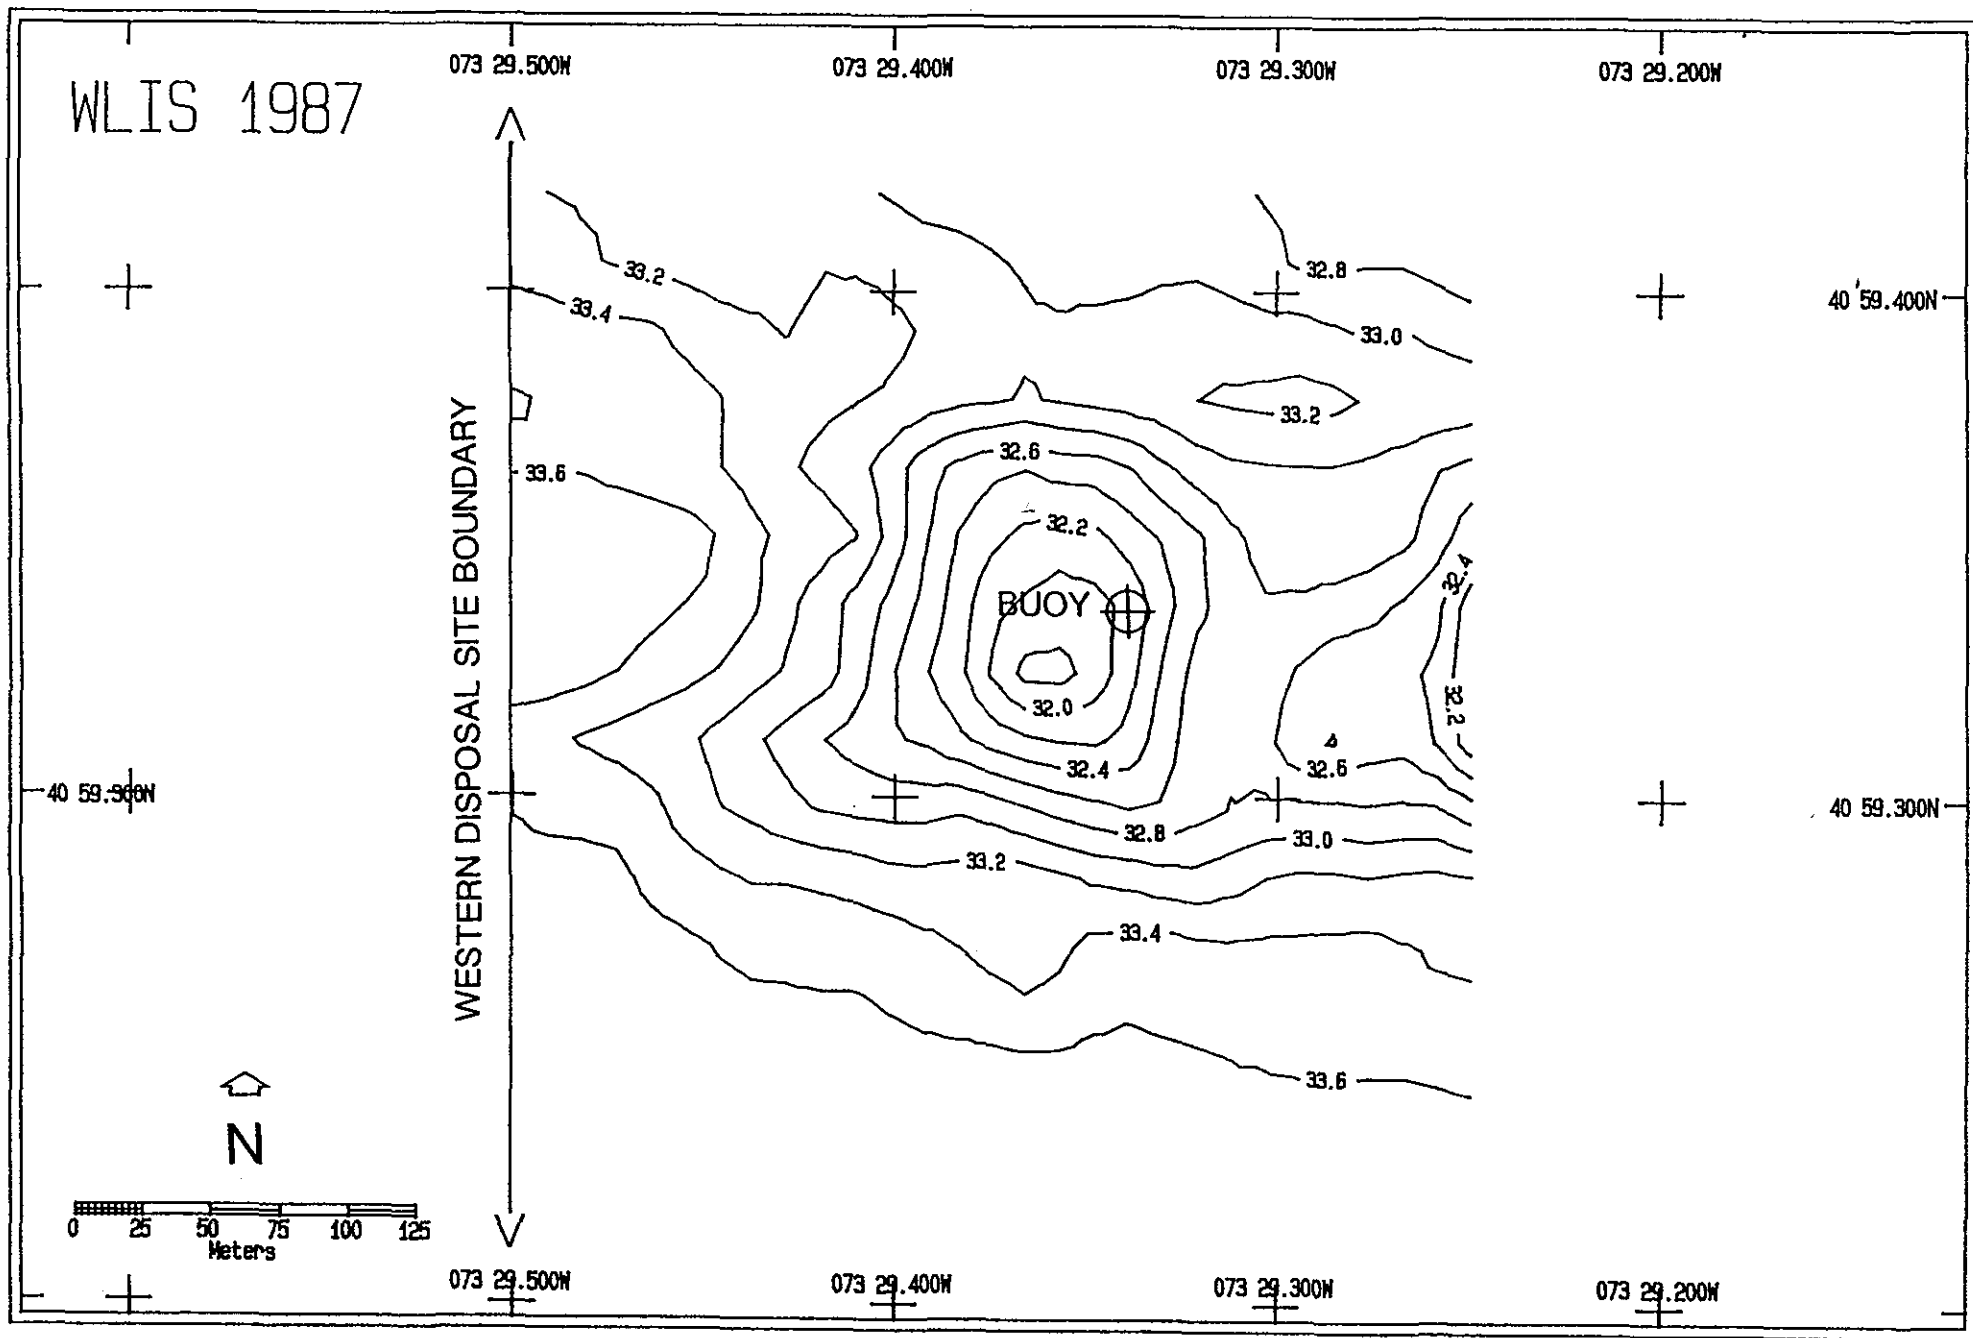 073 29.500W 073 29.400W 073 29.300W 073 29.200W
WLIS 1987
33.2
32.8
33.4
40 59.400N
33.0
33.2
32.6
33.6
32.2
32.4
BUOY
WESTERN DISPOSAL SITE BOUNDARY
32.0
32.2
32.4
32.6
40 59.300N
40 59.300N
32.8
33.0
33.2
33.4
33.6
N
0 25 50 75 100 125
Meters
073 29.500W 073 29.400W 073 29.300W 073 29.200W